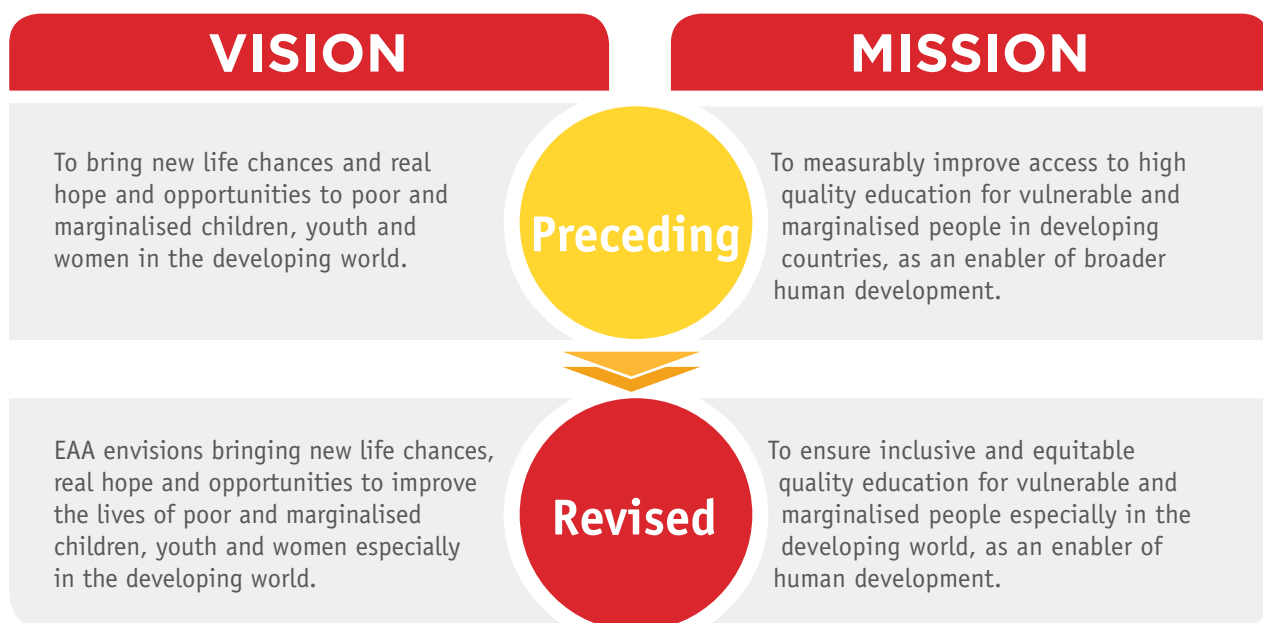 VISION
MISSION
To bring new life chances and real
hope and opportunities to poor and
marginalised children, youth and
women in the developing world.
Preceding
To measurably improve access to high
quality education for vulnerable and
marginalised people in developing
countries, as an enabler of broader
human development.
EAA envisions bringing new life chances,
real hope and opportunities to improve
the lives of poor and marginalised
children, youth and women especially
in the developing world.
Revised
To ensure inclusive and equitable
quality education for vulnerable and
marginalised people especially in the
developing world, as an enabler of
human development.